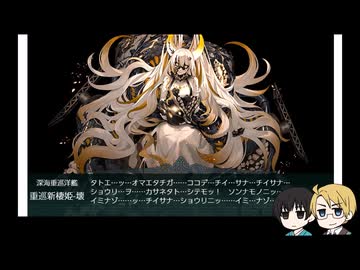 深海重巡洋艦
重巡新棲姫-壊
タトエ…ッ…オマエタチガ……ココデ…チイ…サナ…チイサナ…
ショウリ…ヲ……カサネタト…シテモッ！　ソンナモノニッ…
イミナゾ……ッ…チイサナ…ショウリニッ……イミ…ナゾ……